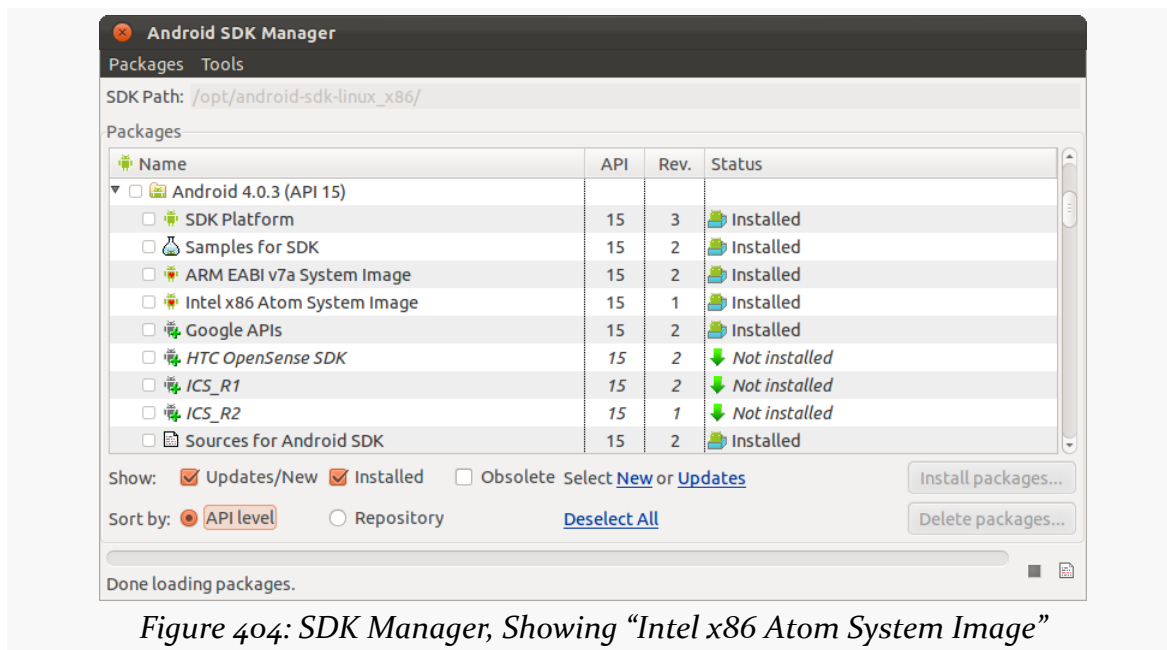 Android SDK Manager
Packages Tools
SDK Path: /opt/android-sdk-linux_x86/
Packages
Name API Rev. Status
Android 4.0.3 (API 15)
SDK Platform 15 3 Installed
Samples for SDK 15 2 Installed
ARM EABI v7a System Image 15 2 Installed
Intel x86 Atom System Image 15 1 Installed
Google APIs 15 2 Installed
HTC OpenSense SDK 15 2 Not installed
ICS_R1 15 2 Not installed
ICS_R2 15 1 Not installed
Sources for Android SDK 15 2 Installed
Show: Updates/New Installed Obsolete Select New or Updates Install packages...
Sort by: API level Repository Deselect All Delete packages...
Done loading packages.
Figure 404: SDK Manager, Showing “Intel x86 Atom System Image”